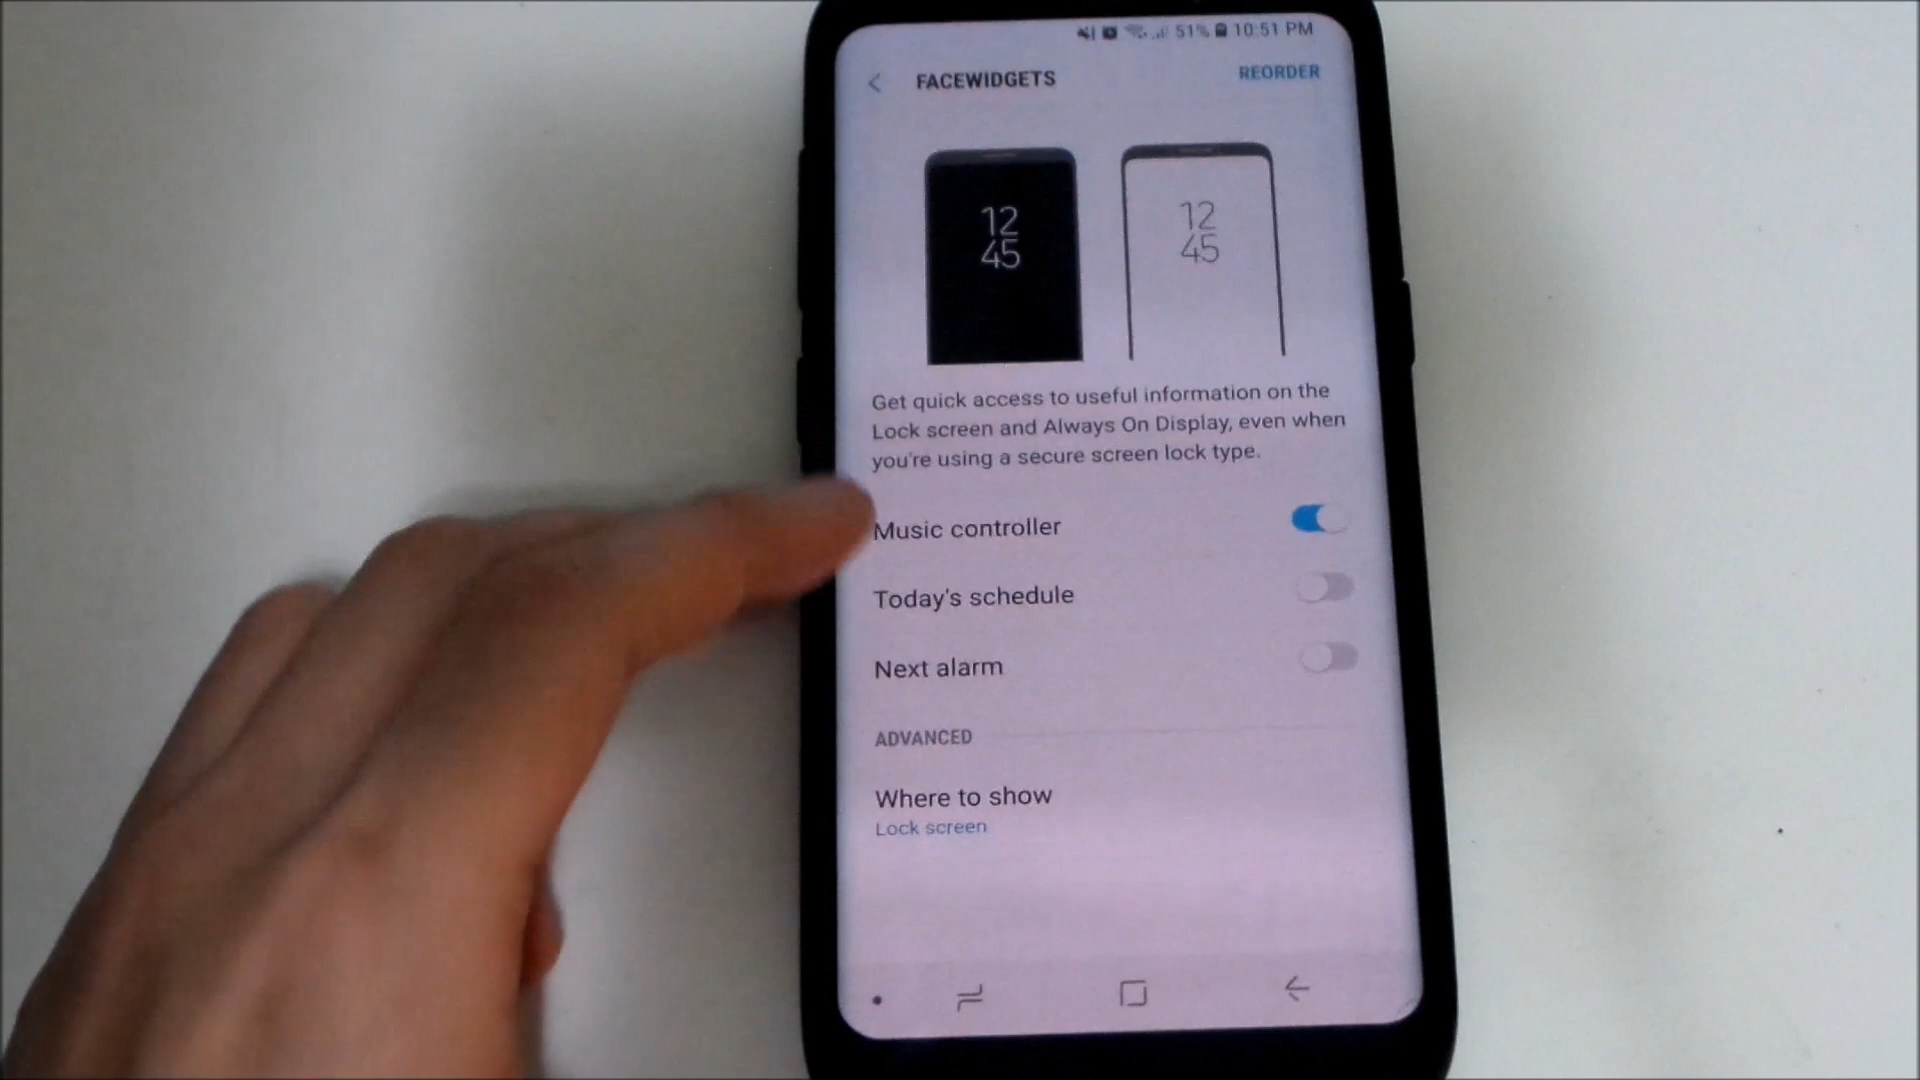 51% 10:51 PM
FACEWIDGETS
REORDER
12
45
12
45
Get quick access to useful information on the
Lock screen and Always On Display, even when
you're using a secure screen lock type.
Music controller
Today's schedule
Next alarm
ADVANCED
Where to show
Lock screen